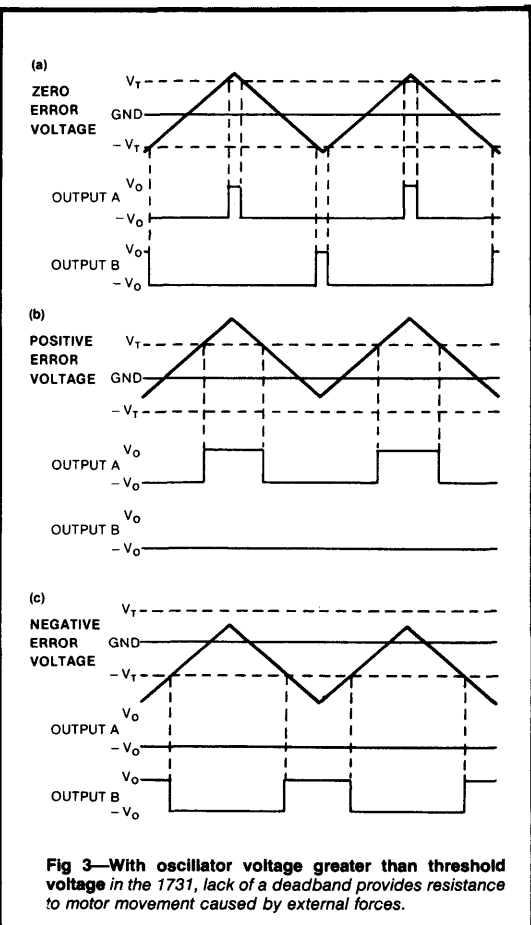 (a)
ZERO
ERROR
VOLTAGE
V_T
GND
– V_T
OUTPUT A
V_O
– V_O
OUTPUT B
V_O
– V_O
(b)
POSITIVE
ERROR
VOLTAGE
V_T
GND
– V_T
OUTPUT A
V_O
– V_O
OUTPUT B
V_O
– V_O
(c)
NEGATIVE
ERROR
VOLTAGE
V_T
GND
– V_T
OUTPUT A
V_O
– V_O
OUTPUT B
V_O
– V_O
Fig 3—With oscillator voltage greater than threshold
voltage in the 1731, lack of a deadband provides resistance
to motor movement caused by external forces.